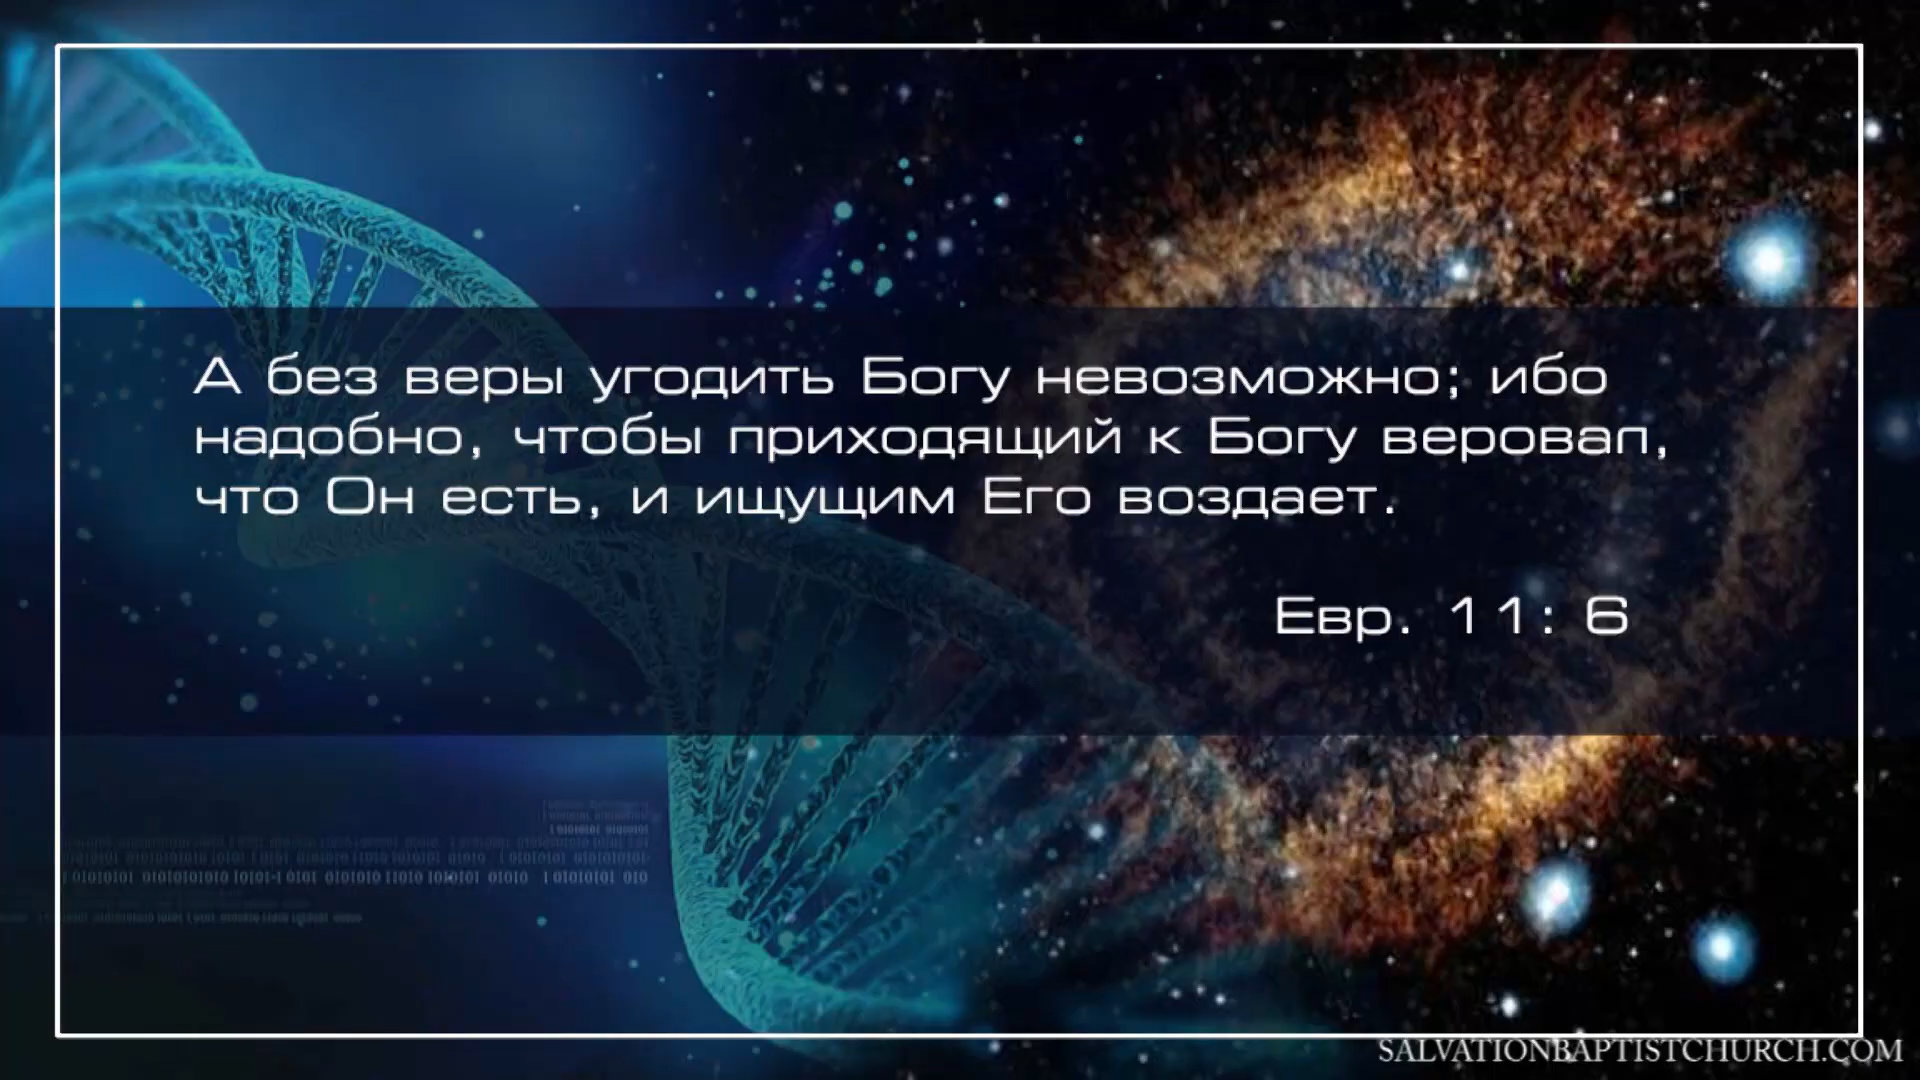 А без веры угодить Богу невозможно; ибо
надобно, чтобы приходящий к Богу веровал,
что Он есть, и ищущим Его воздает.
Евр. 11: 6
SALVATIONBAPTISTCHURCH.COM